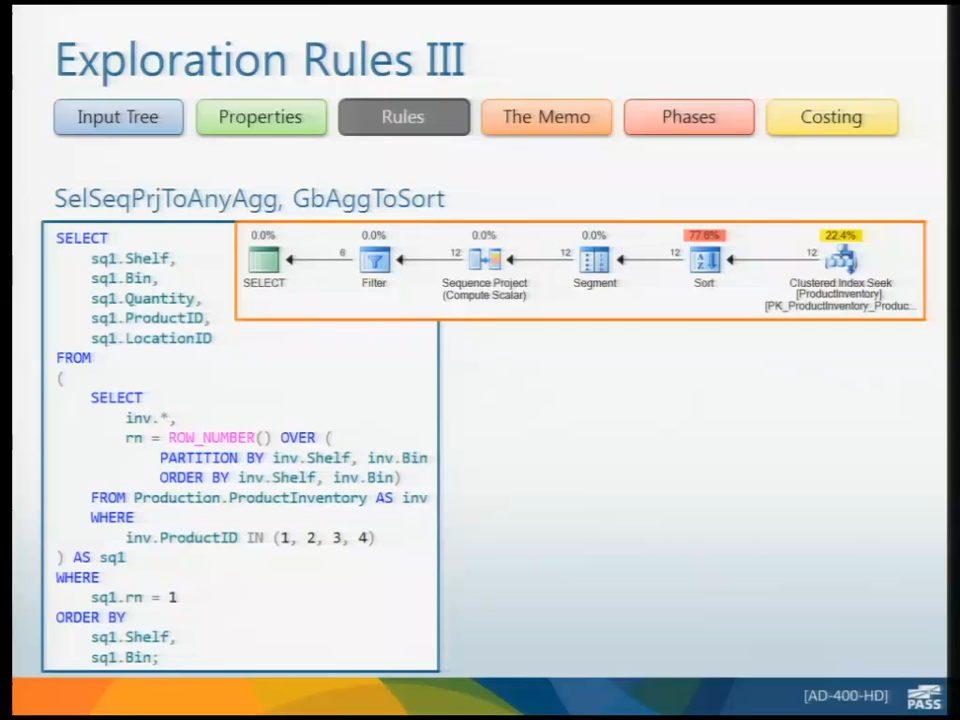 Exploration Rules III
Input Tree
Properties
Rules
The Memo
Phases
Costing
SelSeqPrjToAnyAgg, GbAggToSort
SELECT
sq1.Shelf,
sq1.Bin,
sq1.Quantity,
sq1.ProductID,
sq1.LocationID
FROM
(
SELECT
inv.*,
rn = ROW_NUMBER() OVER (
PARTITION BY inv.Shelf, inv.Bin
ORDER BY inv.Shelf, inv.Bin)
FROM Production.ProductInventory AS inv
WHERE
inv.ProductID IN (1, 2, 3, 4)
) AS sq1
WHERE
sq1.rn = 1
ORDER BY
sq1.Shelf,
sq1.Bin;
0.0%
0.0%
0.0%
0.0%
77.6%
22.4%
6
12
12
12
12
SELECT
Filter
Sequence Project
(Compute Scalar)
Segment
Sort
Clustered Index Seek
[ProductInventory].
[PK_ProductInventory_Produc...
[AD-400-HD]
PASS